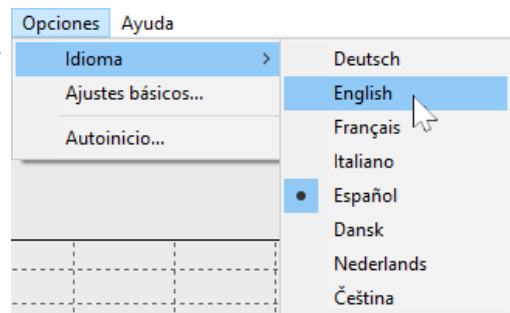 Opciones Ayuda
Idioma >
Ajustes básicos...
Autoinicio...
Deutsch
English
Français
Italiano
Español
Dansk
Nederlands
Čeština